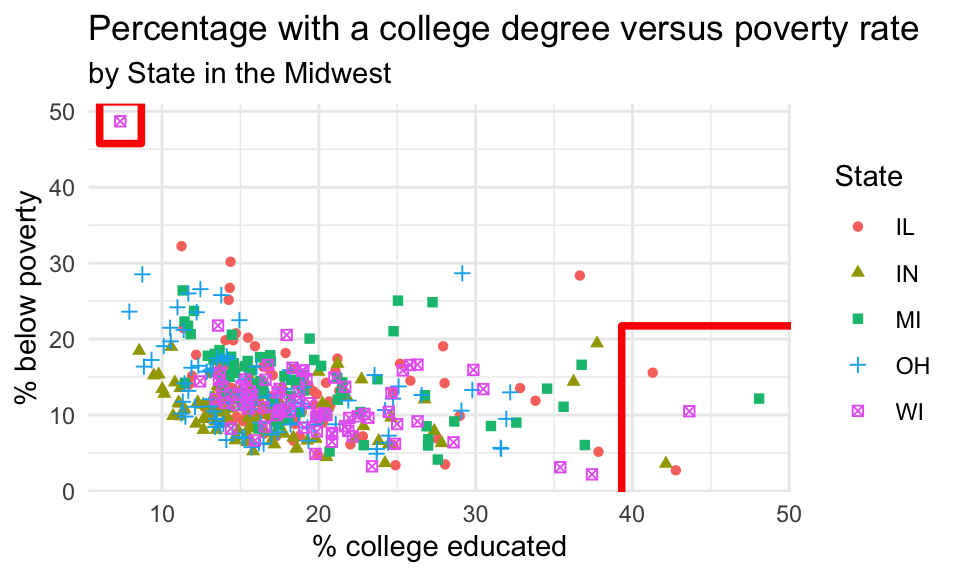 Percentage with a college degree versus poverty rate
by State in the Midwest
50
40
30
20
10
0
% below poverty
10 20 30 40 50
% college educated
State
IL
IN
MI
OH
WI